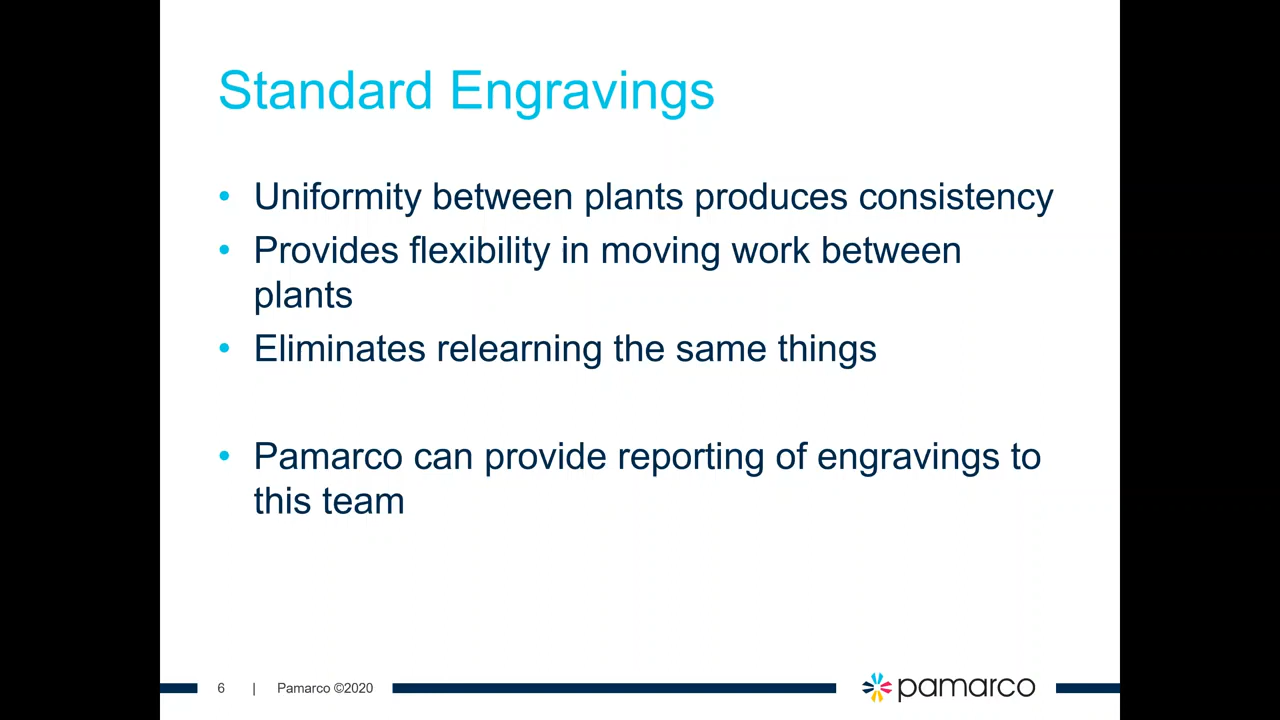 Standard Engravings
• Uniformity between plants produces consistency
• Provides flexibility in moving work between
plants
• Eliminates relearning the same things
• Pamarco can provide reporting of engravings to
this team
6 | Pamarco ©2020
pamarco